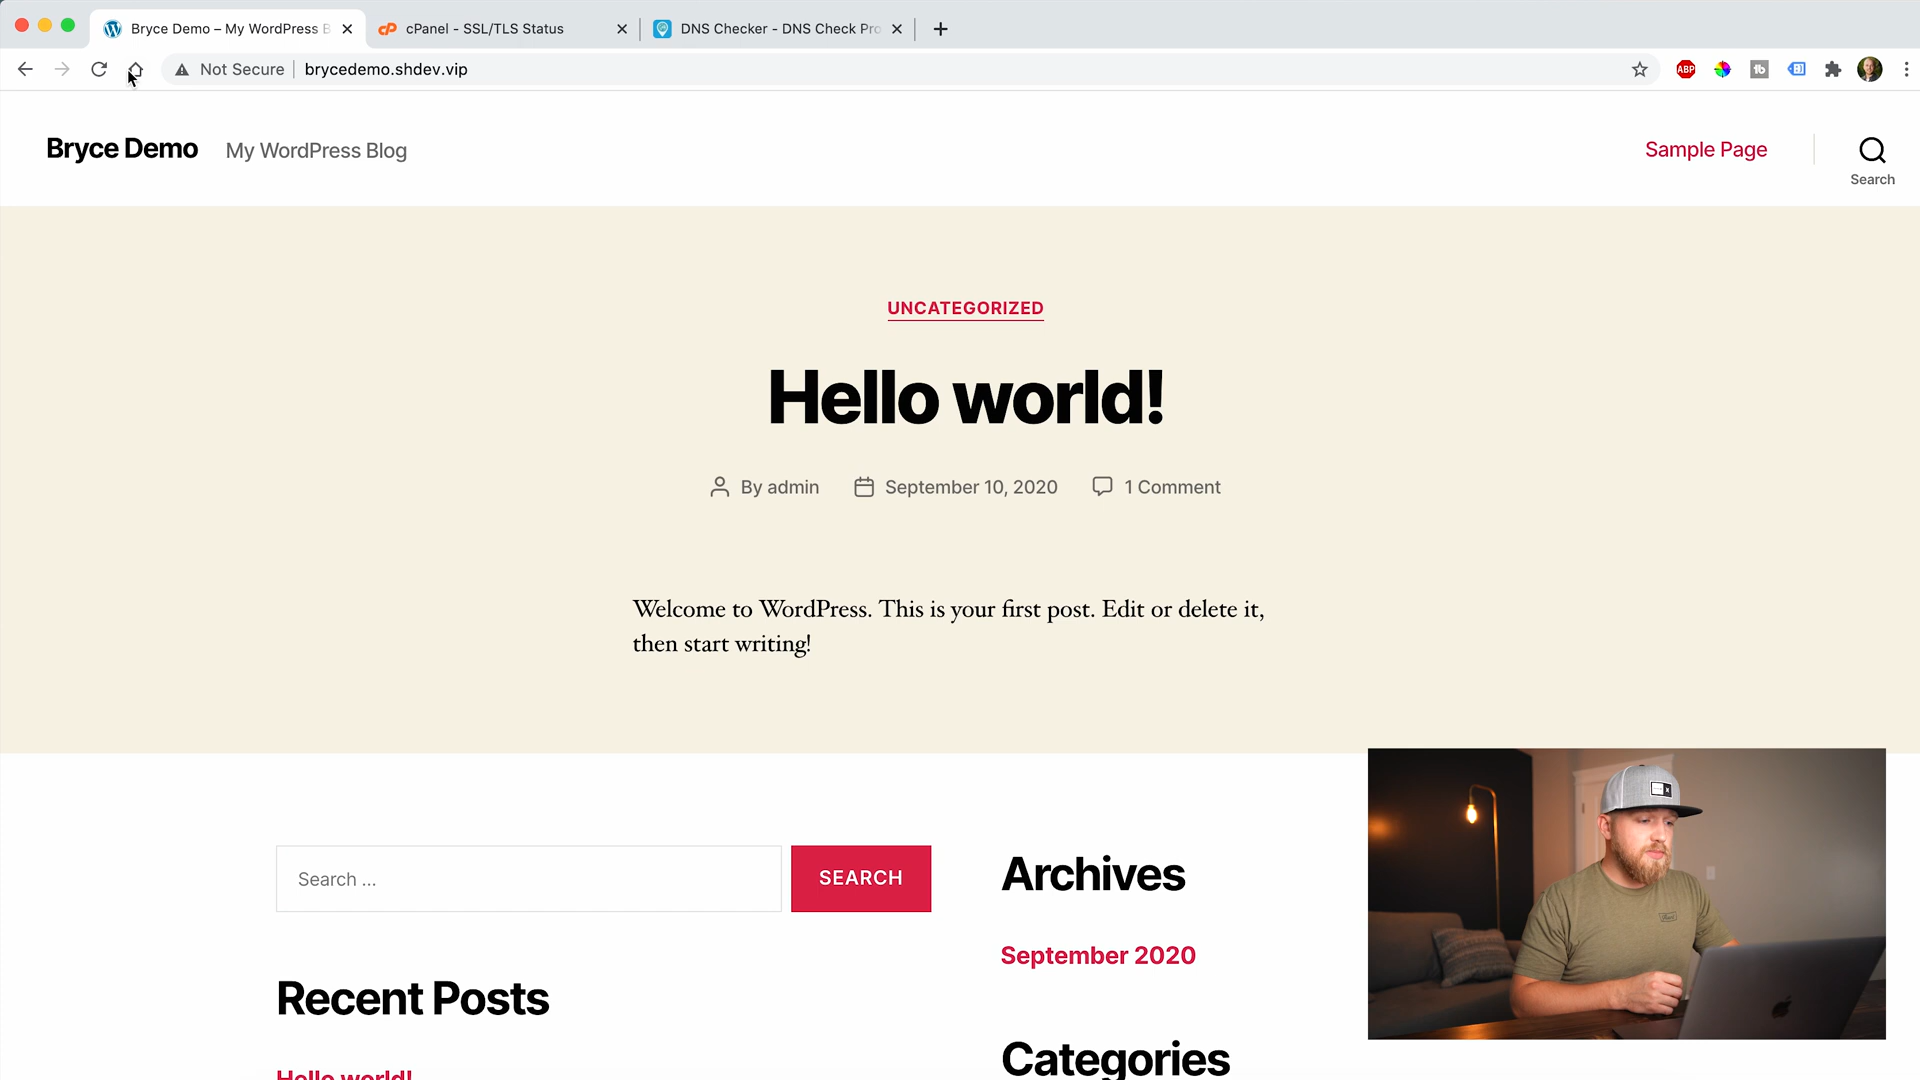 Bryce Demo – My WordPress B
cPanel - SSL/TLS Status
DNS Checker - DNS Check Pro
Not Secure
brycedemo.shdev.vip
ABP
Bryce Demo
My WordPress Blog
Sample Page
Search
UNCATEGORIZED
Hello world!
By admin
September 10, 2020
1 Comment
Welcome to WordPress. This is your first post. Edit or delete it,
then start writing!
Search ...
SEARCH
Archives
September 2020
Recent Posts
Categories
Hello world!